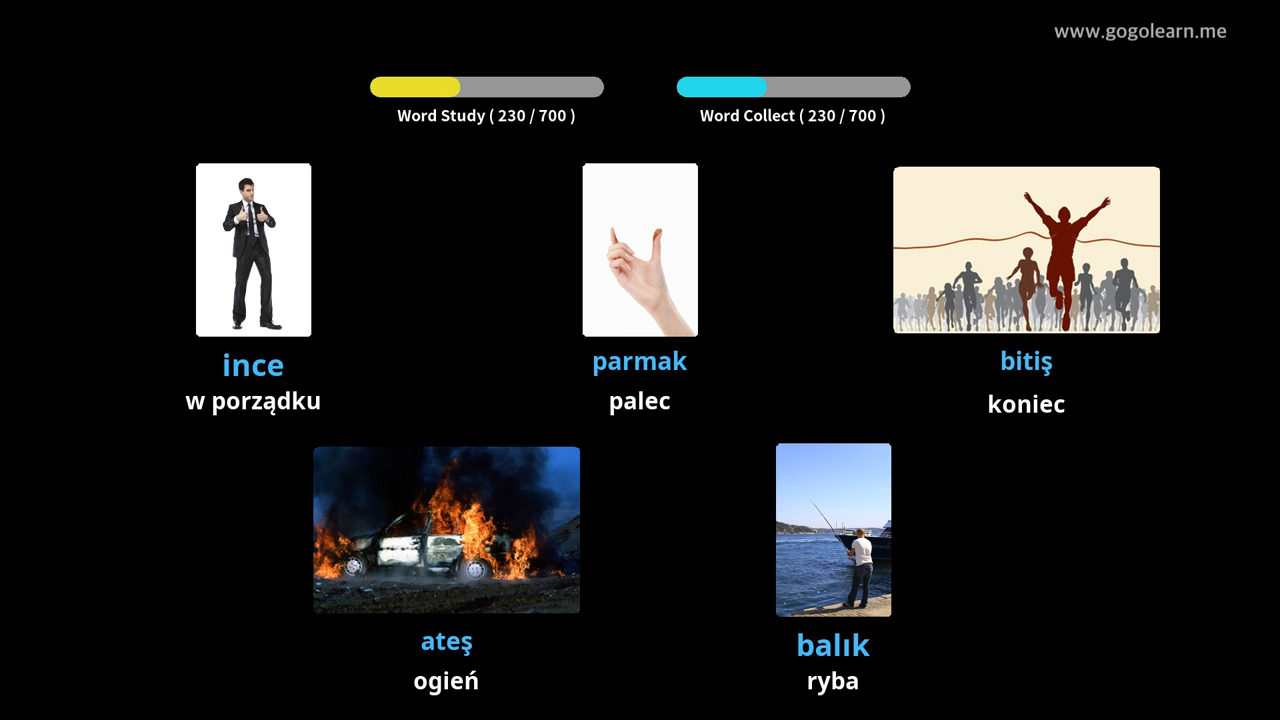 www.gogolearn.me
Word Study ( 230 / 700 )
Word Collect ( 230 / 700 )
ince
w porządku
parmak
palec
bitiş
koniec
ateş
ogień
balık
ryba